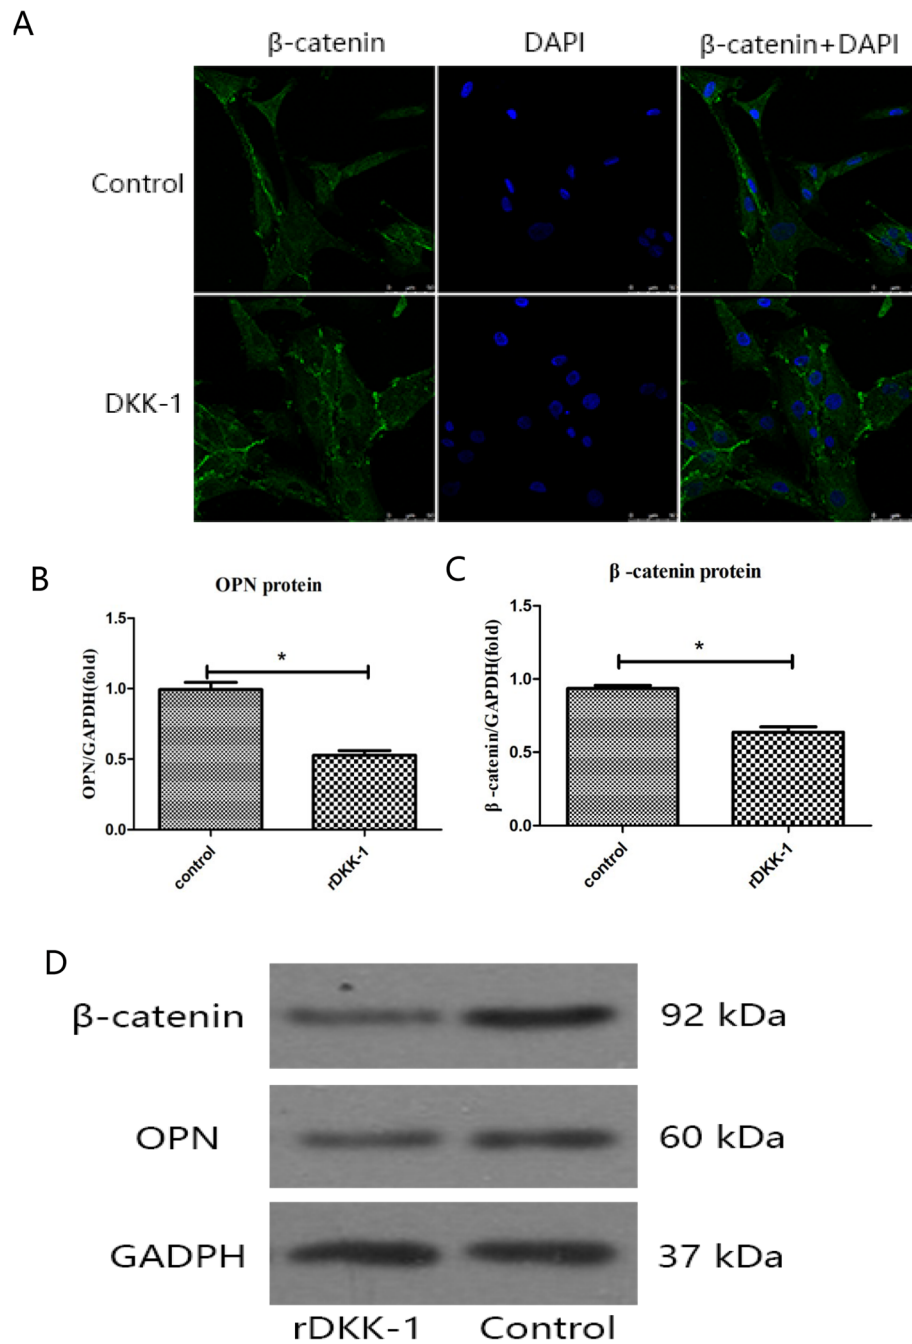 A
β-catenin DAPI β-catenin+DAPI
Control
DKK-1
B
OPN protein
OPN/GAPDH(fold)
1.5
1.0
0.5
0.0
*
control
rDKK-1
C
β -catenin protein
β -catenin/GAPDH(fold)
1.5
1.0
0.5
0.0
*
control
rDKK-1
D
β-catenin 92 kDa
OPN 60 kDa
GADPH 37 kDa
rDKK-1 Control